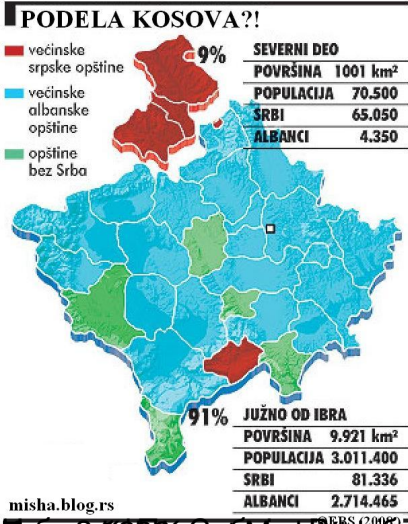 PODELA KOSOVA?!
većinske
srpske opštine
većinske
albanske
opštine
opštine
bez Srba
9%
SEVERNI DEO
POVRŠINA 1001 km²
POPULACIJA 70.500
SRBI 65.050
ALBANCI 4.350
91%
JUŽNO OD IBRA
POVRŠINA 9.921 km²
POPULACIJA 3.011.400
SRBI 81.336
ALBANCI 2.714.465
misha.blog.rs